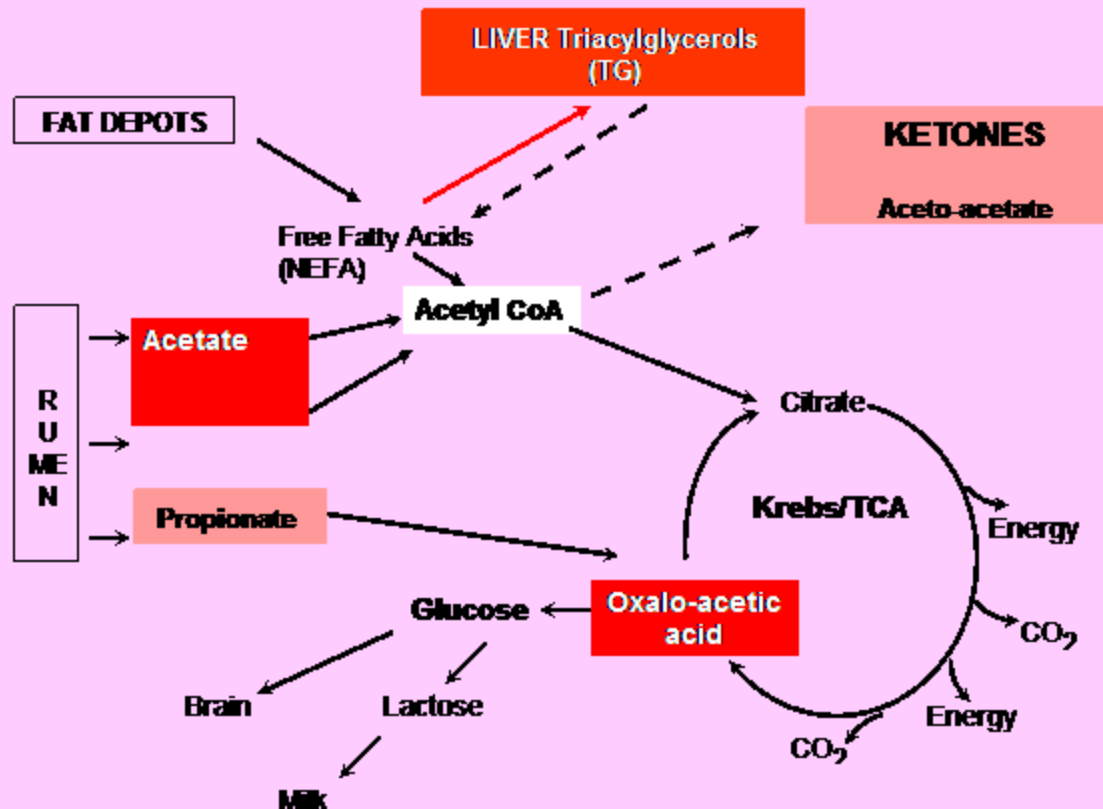 LIVER Triacylglycerols
(TG)
FAT DEPOTS
KETONES
Aceto-acetate
Free Fatty Acids
(NEFA)
Acetyl CoA
Acetate
R
U
ME
N
Citrate
Propionate
Krebs/TCA
Energy
Glucose
Oxalo-acetic
acid
CO2
Brain
Lactose
Energy
CO2
Milk